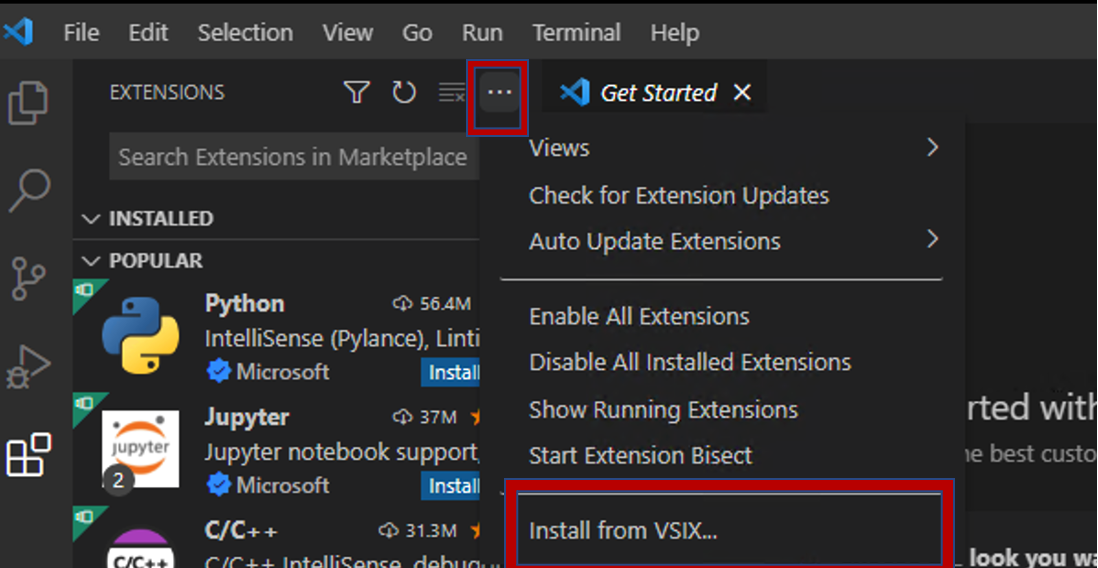 File Edit Selection View Go Run Terminal Help
EXTENSIONS
Get Started
Search Extensions in Marketplace
INSTALLED
POPULAR
Python 56.4M
IntelliSense (Pylance), Linti
Microsoft Install
Jupyter 37M
Jupyter notebook support,
Microsoft Install
jupyter
2
C/C++ 31.3M
C/C++ IntelliSense, debug
C/C++
Views
Check for Extension Updates
Auto Update Extensions
Enable All Extensions
Disable All Installed Extensions
Show Running Extensions
Start Extension Bisect
Install from VSIX...
rted with
he best custo
look you wa